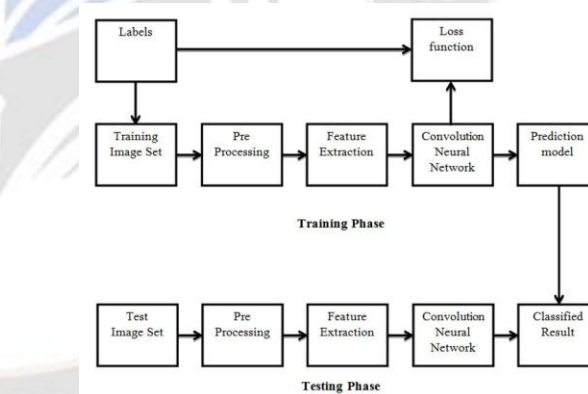 Labels
Loss
function
Training
Image Set
Pre
Processing
Feature
Extraction
Convolution
Neural
Network
Prediction
model
Training Phase
Test
Image Set
Pre
Processing
Feature
Extraction
Convolution
Neural
Network
Classified
Result
Testing Phase